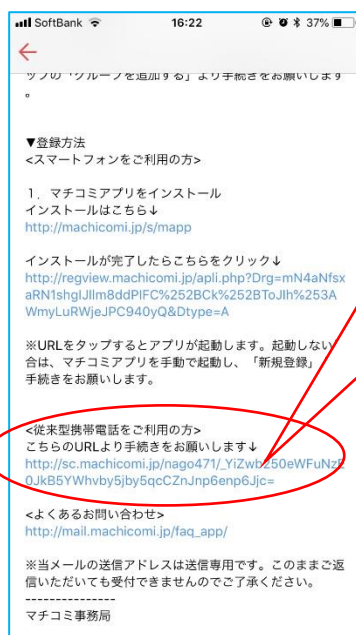 SoftBank 16:22 37%
ップの「グループを追加する」より手続きをお願いします
。
▼登録方法
<スマートフォンをご利用の方>
１．マチコミアプリをインストール
インストールはこちら↓
http://machicomi.jp/s/mapp
インストールが完了したらこちらをクリック↓
http://regview.machicomi.jp/apli.php?Drg=mN4aNfsx
aRN1shgIJIlm8ddPlFC%252BCk%252BToJIh%253A
WmyLuRWjeJPC940yQ&Dtype=A
※URLをタップするとアプリが起動します。起動しない
合は、マチコミアプリを手動で起動し、「新規登録」
手続きをお願いします。
<従来型携帯電話をご利用の方>
こちらのURLより手続きをお願いします↓
http://sc.machicomi.jp/nago471/_YiZwb250eWFuNzE
0JkB5YWhvby5jby5qcCZnJnp6enp6Jjc=
<よくあるお問い合わせ>
http://mail.machicomi.jp/faq_app/
※当メールの送信アドレスは送信専用です。このままご返
信いただいても受付できませんのでご了承ください。
---------------
マチコミ事務局